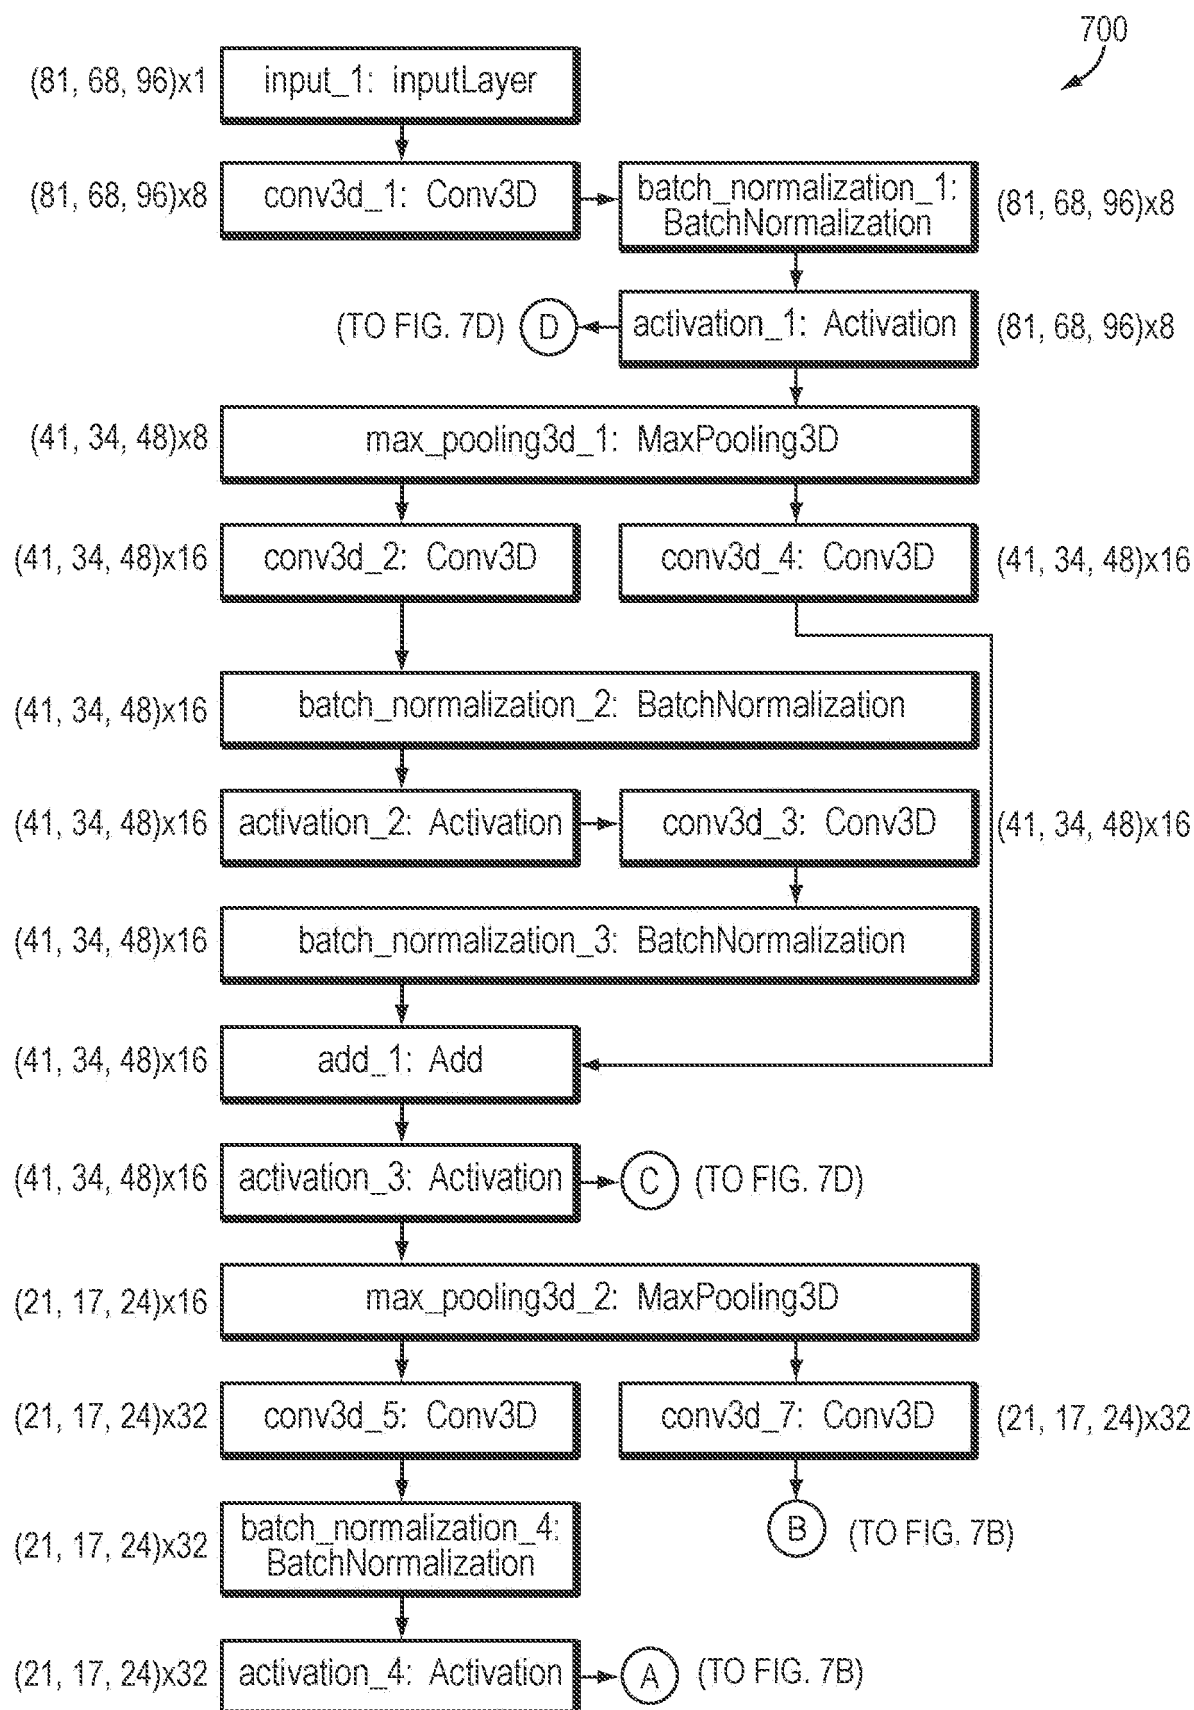 700
(81, 68, 96)x1 input_1: inputLayer
(81, 68, 96)x8 conv3d_1: Conv3D
batch_normalization_1:
BatchNormalization
(81, 68, 96)x8
(TO FIG. 7D) D activation_1: Activation (81, 68, 96)x8
(41, 34, 48)x8 max_pooling3d_1: MaxPooling3D
(41, 34, 48)x16 conv3d_2: Conv3D conv3d_4: Conv3D (41, 34, 48)x16
(41, 34, 48)x16 batch_normalization_2: BatchNormalization
(41, 34, 48)x16 activation_2: Activation conv3d_3: Conv3D (41, 34, 48)x16
(41, 34, 48)x16 batch_normalization_3: BatchNormalization
(41, 34, 48)x16 add_1: Add
(41, 34, 48)x16 activation_3: Activation C (TO FIG. 7D)
(21, 17, 24)x16 max_pooling3d_2: MaxPooling3D
(21, 17, 24)x32 conv3d_5: Conv3D conv3d_7: Conv3D (21, 17, 24)x32
(21, 17, 24)x32
batch_normalization_4:
BatchNormalization
B (TO FIG. 7B)
(21, 17, 24)x32 activation_4: Activation A (TO FIG. 7B)